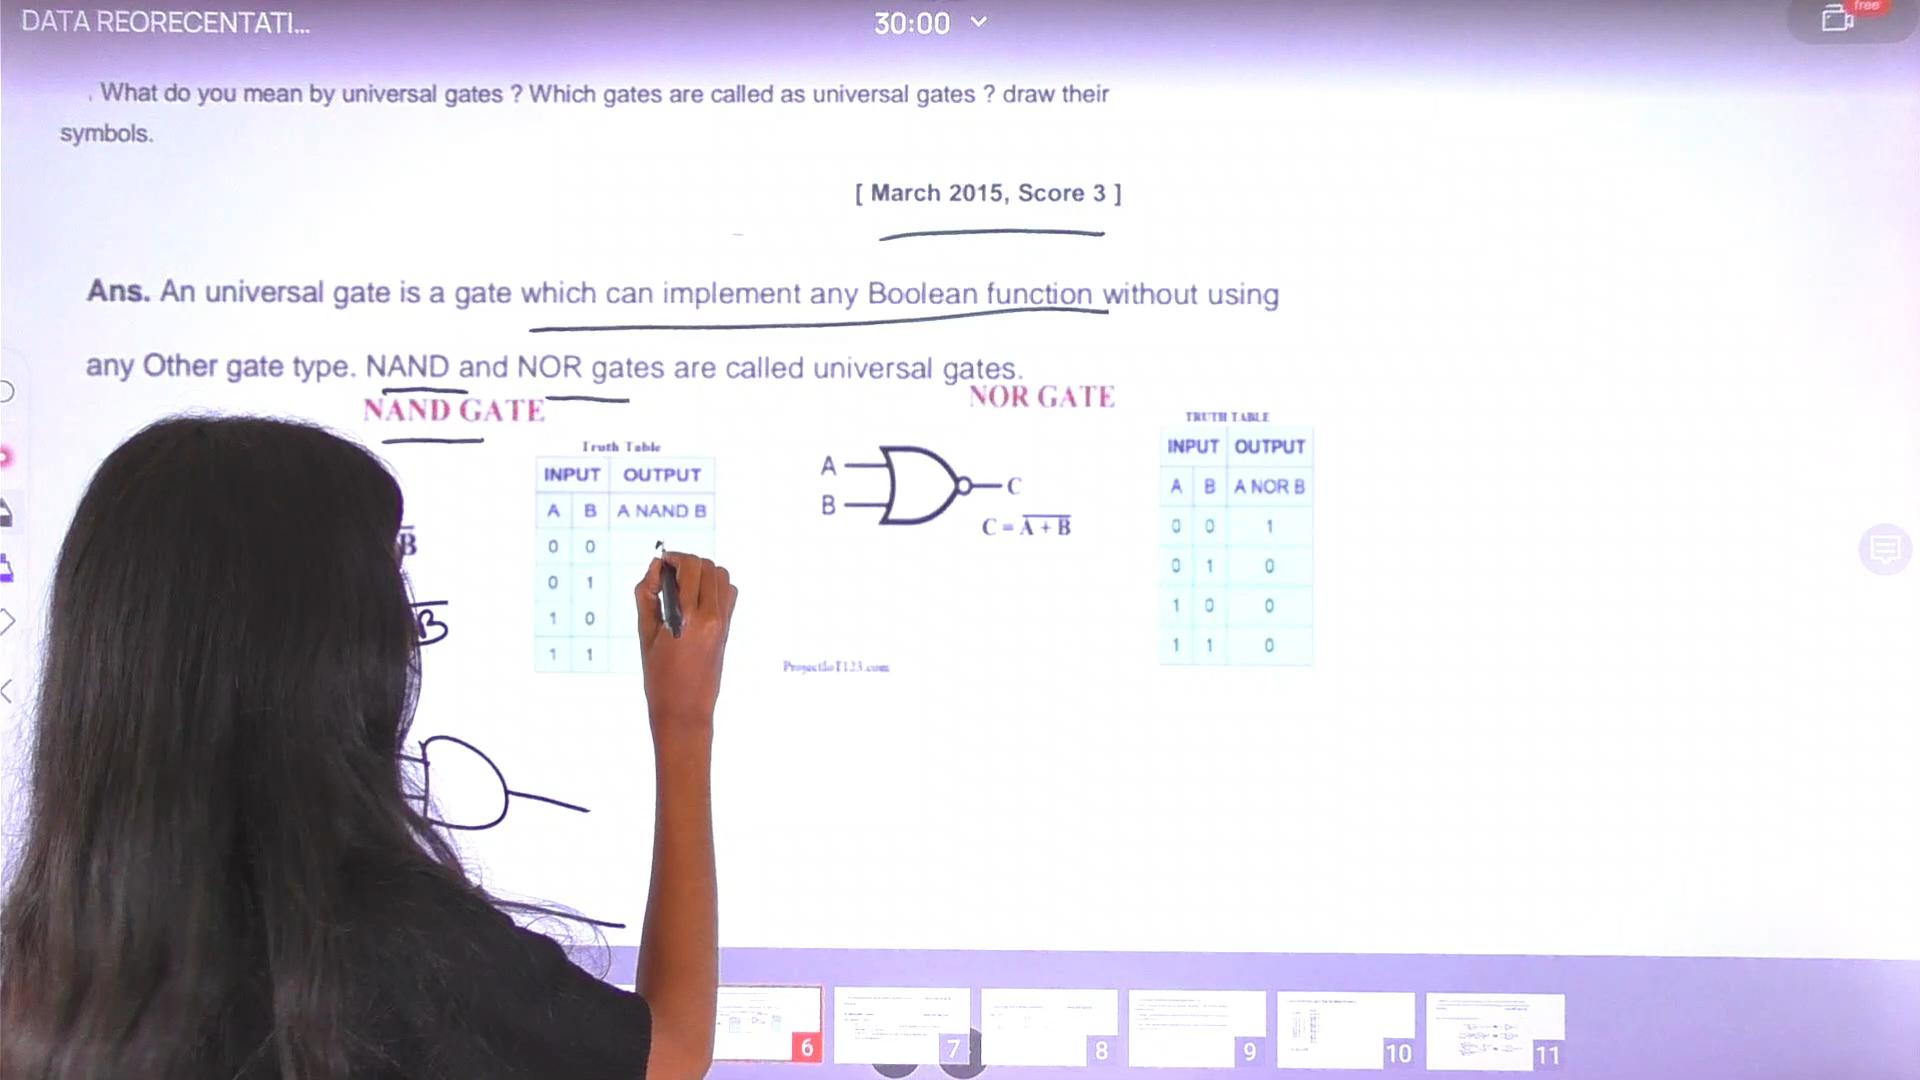 DATA REORECENTATI...
30:00
free
. What do you mean by universal gates ? Which gates are called as universal gates ? draw their
symbols.
[ March 2015, Score 3 ]
Ans. An universal gate is a gate which can implement any Boolean function without using
any Other gate type. NAND and NOR gates are called universal gates.
NAND GATE
B
B
Truth Table
INPUT OUTPUT
A B A NAND B
0 0
0 1
1 0
1 1
NOR GATE
A
B
C
C = \overline{A + B}
ProjectIoT123.com
TRUTH TABLE
INPUT OUTPUT
A B A NOR B
0 0 1
0 1 0
1 0 0
1 1 0
6 7 8 9 10 11